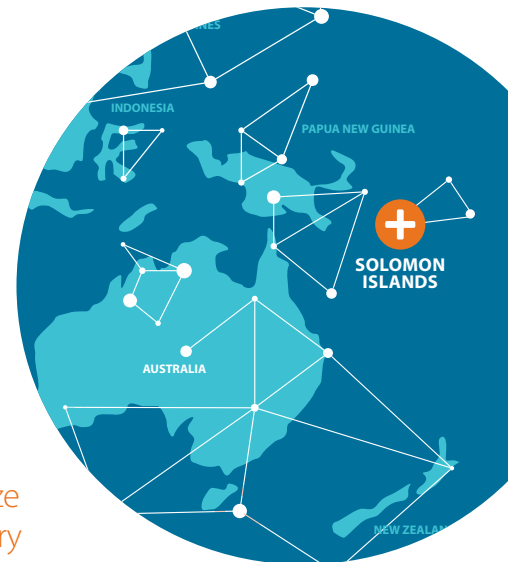 INDONESIA
PAPUA NEW GUINEA
SOLOMON
ISLANDS
AUSTRALIA